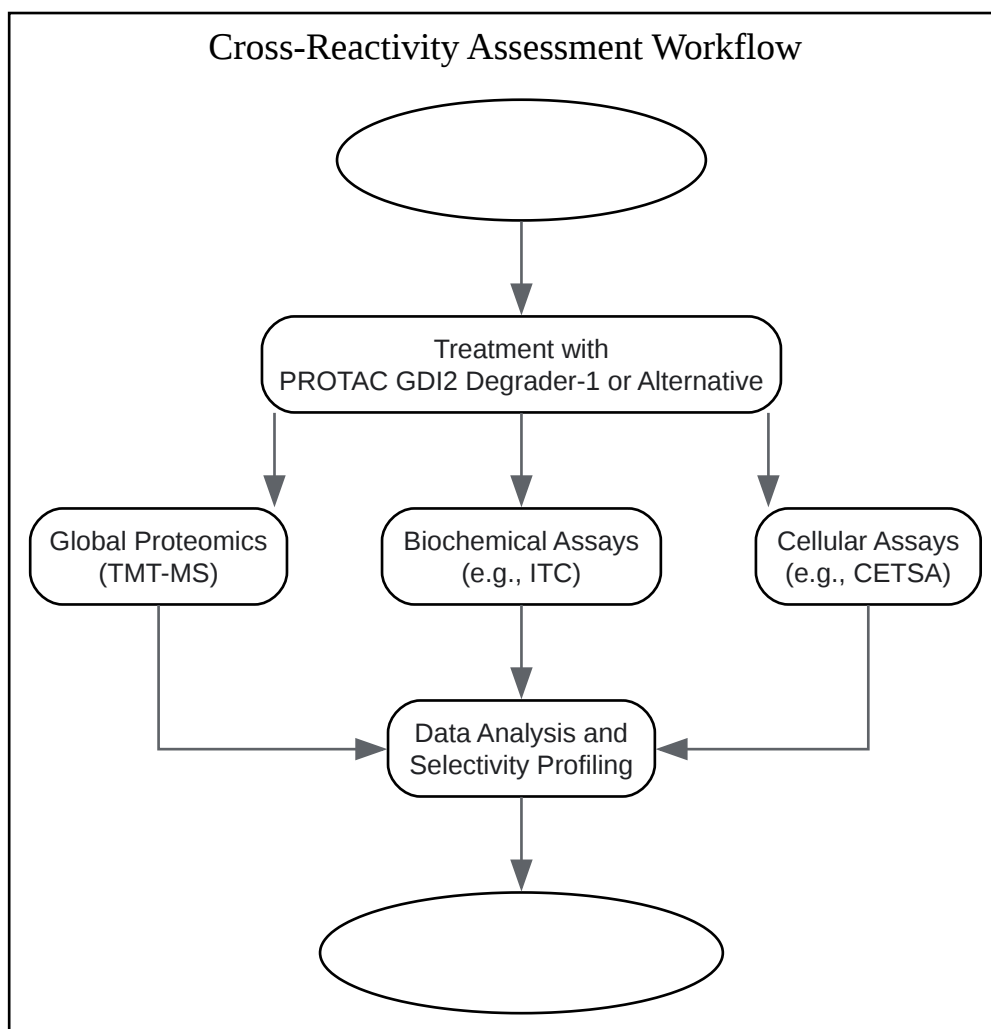 Cross-Reactivity Assessment Workflow
Treatment with
PROTAC GDI2 Degrader-1 or Alternative
Global Proteomics
(TMT-MS)
Biochemical Assays
(e.g., ITC)
Cellular Assays
(e.g., CETSA)
Data Analysis and
Selectivity Profiling